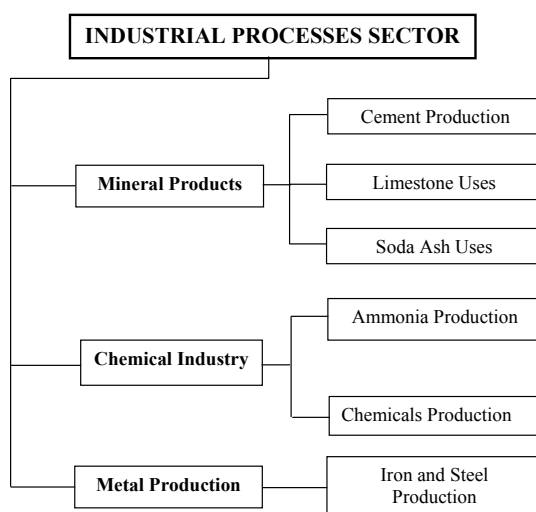 INDUSTRIAL PROCESSES SECTOR
Cement Production
Mineral Products
Limestone Uses
Soda Ash Uses
Ammonia Production
Chemical Industry
Chemicals Production
Metal Production
Iron and Steel
Production